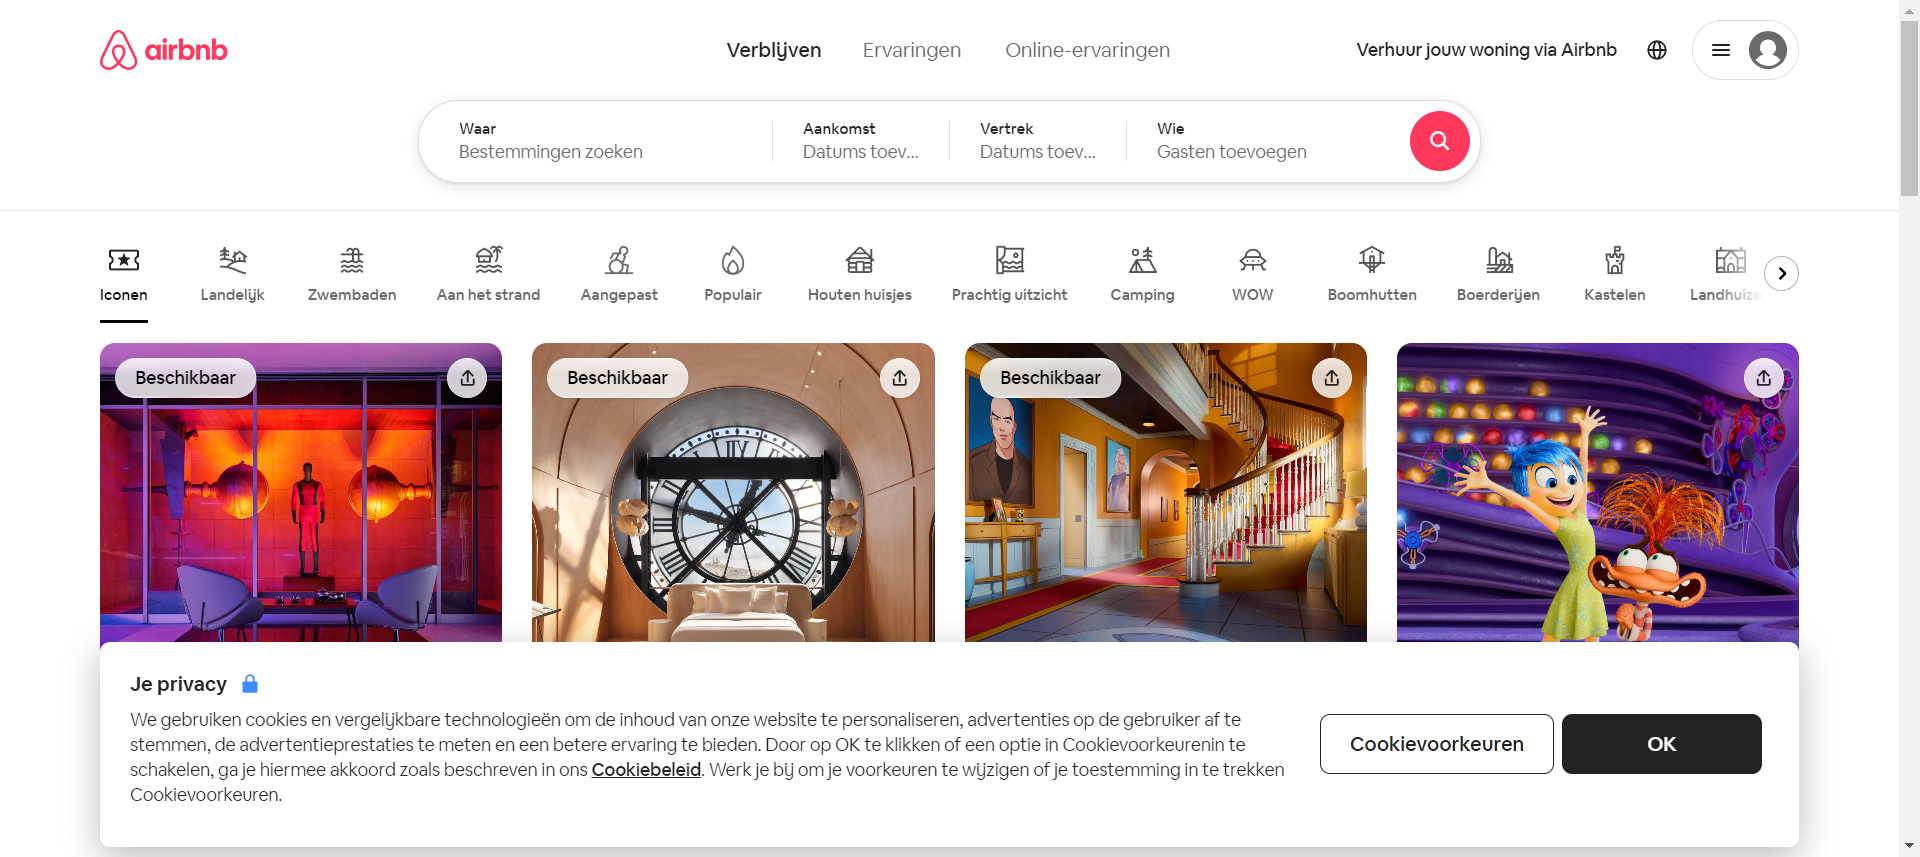 airbnb
Verblijven
Ervaringen
Online-ervaringen
Verhuur jouw woning via Airbnb
Waar
Bestemmingen zoeken
Aankomst
Datums toev...
Vertrek
Datums toev...
Wie
Gasten toevoegen
Iconen
Landelijk
Zwembaden
Aan het strand
Aangepast
Populair
Houten huisjes
Prachtig uitzicht
Camping
WOW
Boomhutten
Boerderijen
Kastelen
Landhuize
Beschikbaar
Beschikbaar
Beschikbaar
Je privacy
We gebruiken cookies en vergelijkbare technologieën om de inhoud van onze website te personaliseren, advertenties op de gebruiker af te
stemmen, de advertentieprestaties te meten en een betere ervaring te bieden. Door op OK te klikken of een optie in Cookievoorkeurenin te
schakelen, ga je hiermee akkoord zoals beschreven in ons Cookiebeleid. Werk je bij om je voorkeuren te wijzigen of je toestemming in te trekken
Cookievoorkeuren.
Cookievoorkeuren
OK